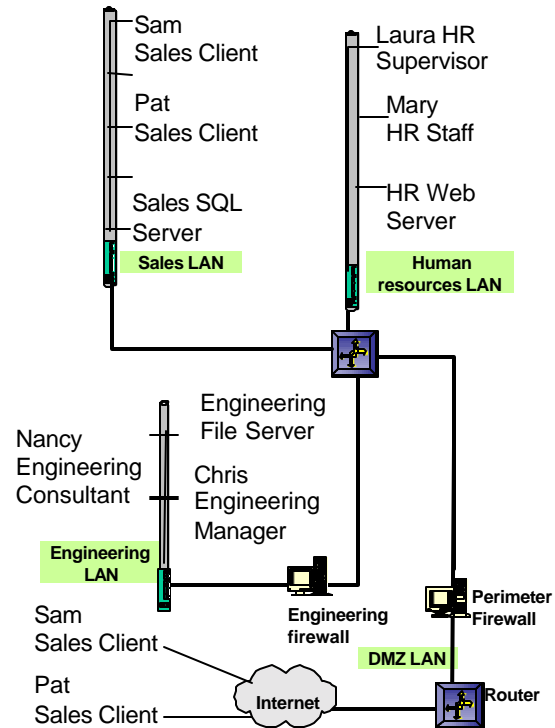 Sam
Sales Client
Pat
Sales Client
Sales SQL
Server
Sales LAN
Laura HR
Supervisor
Mary
HR Staff
HR Web
Server
Human
resources LAN
Engineering
File Server
Nancy
Engineering
Consultant
Chris
Engineering
Manager
Engineering
LAN
Engineering
firewall
Perimeter
Firewall
Sam
Sales Client
DMZ LAN
Pat
Sales Client
Internet
Router